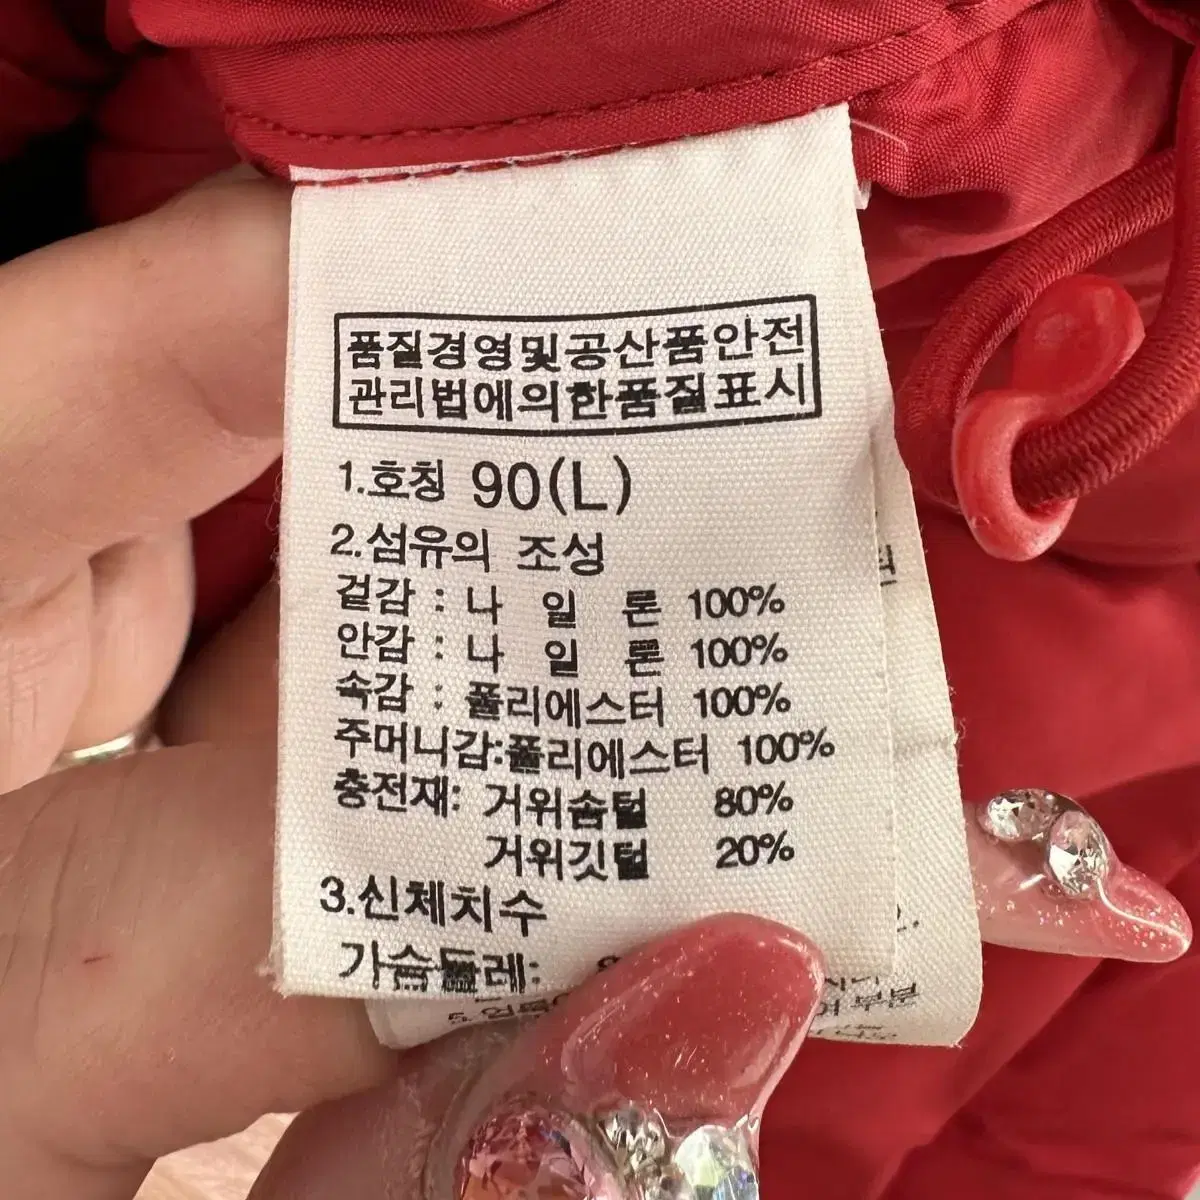 품질경영및공산품안전
관리법에의한품질표시
1.호칭 90(L)
2.섬유의 조성
겉감 : 나 일 론 100%
안감 : 나 일 론 100%
속감 : 폴리에스터 100%
주머니감:폴리에스터 100%
충전재: 거위솜털 80%
거위깃털 20%
3.신체치수
가슴둘레: